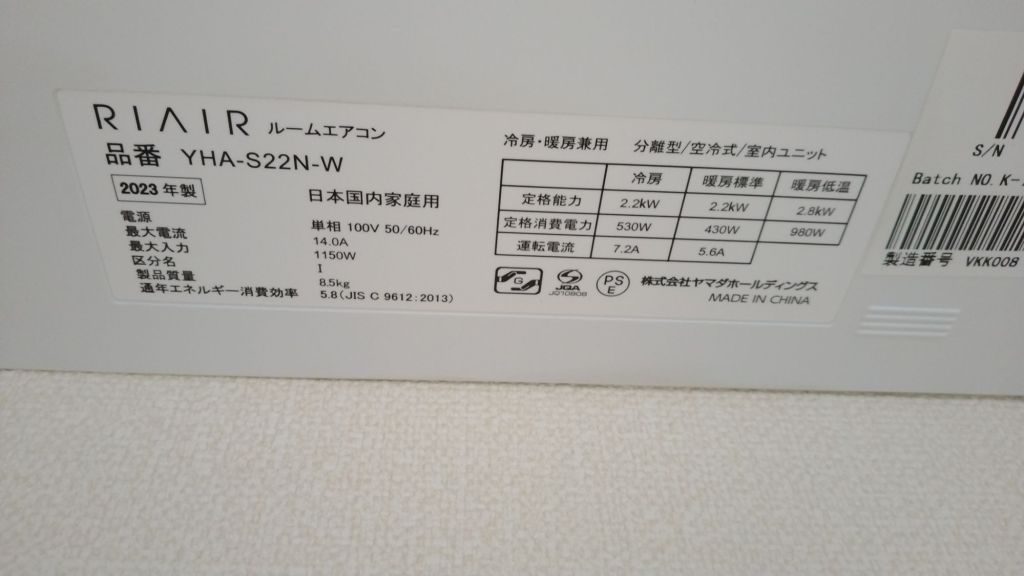 RIAIR ルームエアコン
品番 YHA-S22N-W
2023 年製 日本国内家庭用
電源 単相 100V 50/60Hz
最大電流 14.0A
最大入力 1150W
区分名 I
製品質量 8.5kg
通年エネルギー消費効率 5.8(JIS C 9612:2013)
冷房・暖房兼用 分離型/空冷式/室内ユニット
冷房 暖房標準 暖房低温
定格能力 2.2kW 2.2kW 2.8kW
定格消費電力 530W 430W 980W
運転電流 7.2A 5.6A
G JQA PS E
JQ10808
株式会社ヤマダホールディングス
MADE IN CHINA
S/N
Batch NO. K-
製造番号 VKK008